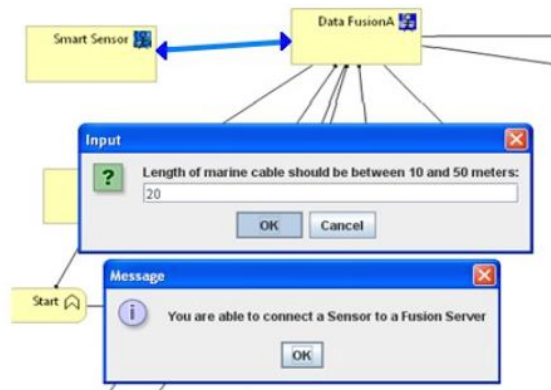 Smart Sensor
Data FusionA
Input
Length of marine cable should be between 10 and 50 meters:
20
OK
Cancel
Message
Start
You are able to connect a Sensor to a Fusion Server
OK